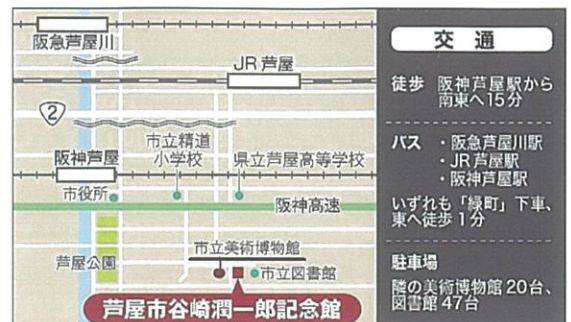 阪急芦屋川
JR 芦屋
2
市立精道
小学校
県立芦屋高等学校
阪神芦屋
市役所
阪神高速
芦屋公園
市立美術博物館
市立図書館
芦屋市谷崎潤一郎記念館
交通
徒歩 阪神芦屋駅から
南東へ15分
バス ・阪急芦屋川駅
・JR芦屋駅
・阪神芦屋駅
いずれも「緑町」下車、
東へ徒歩1分
駐車場
隣の美術博物館20台、
図書館47台